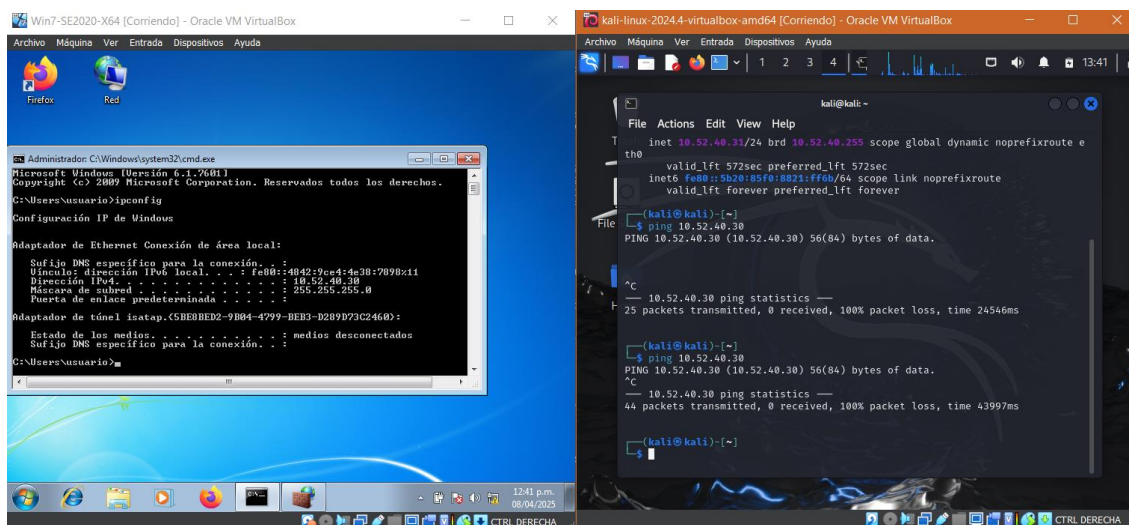 Win7-SE2020-X64 [Corriendo] - Oracle VM VirtualBox
Archivo Máquina Ver Entrada Dispositivos Ayuda
Firefox
Red
Administrador: C:\Windows\system32\cmd.exe
Microsoft Windows [Versión 6.1.7601]
Copyright (c) 2009 Microsoft Corporation. Reservados todos los derechos.
C:\Users\usuario>ipconfig
Configuración IP de Windows
Adaptador de Ethernet Conexión de área local:
Sufijo DNS específico para la conexión. . :
Vínculo: dirección IPv6 local. . . : fe80::4842:9ce4:4e38:7898%11
Dirección IPv4. . . . . . . . . . . . . . : 10.52.40.30
Máscara de subred . . . . . . . . . . . . : 255.255.255.0
Puerta de enlace predeterminada . . . . . :
Adaptador de túnel isatap.{5BE8BED2-9B04-4799-BEB3-D289D73C2460}:
Estado de los medios. . . . . . . . . . . : medios desconectados
Sufijo DNS específico para la conexión. . :
C:\Users\usuario>
12:41 p.m.
08/04/2025
CTRL DERECHA
kali-linux-2024.4-virtualbox-amd64 [Corriendo] - Oracle VM VirtualBox
Archivo Máquina Ver Entrada Dispositivos Ayuda
1 2 3 4
13:41
kali@kali: ~
File Actions Edit View Help
inet 10.52.40.31/24 brd 10.52.40.255 scope global dynamic noprefixroute e
th0
valid_lft 572sec preferred_lft 572sec
inet6 fe80::5b20:85f0:8821:ff6b/64 scope link noprefixroute
valid_lft forever preferred_lft forever
File
┌──(kali㉿kali)-[~]
└─$ ping 10.52.40.30
PING 10.52.40.30 (10.52.40.30) 56(84) bytes of data.
^C
— 10.52.40.30 ping statistics —
25 packets transmitted, 0 received, 100% packet loss, time 24546ms
┌──(kali㉿kali)-[~]
└─$ ping 10.52.40.30
PING 10.52.40.30 (10.52.40.30) 56(84) bytes of data.
^C
— 10.52.40.30 ping statistics —
44 packets transmitted, 0 received, 100% packet loss, time 43997ms
┌──(kali㉿kali)-[~]
└─$
CTRL DERECHA